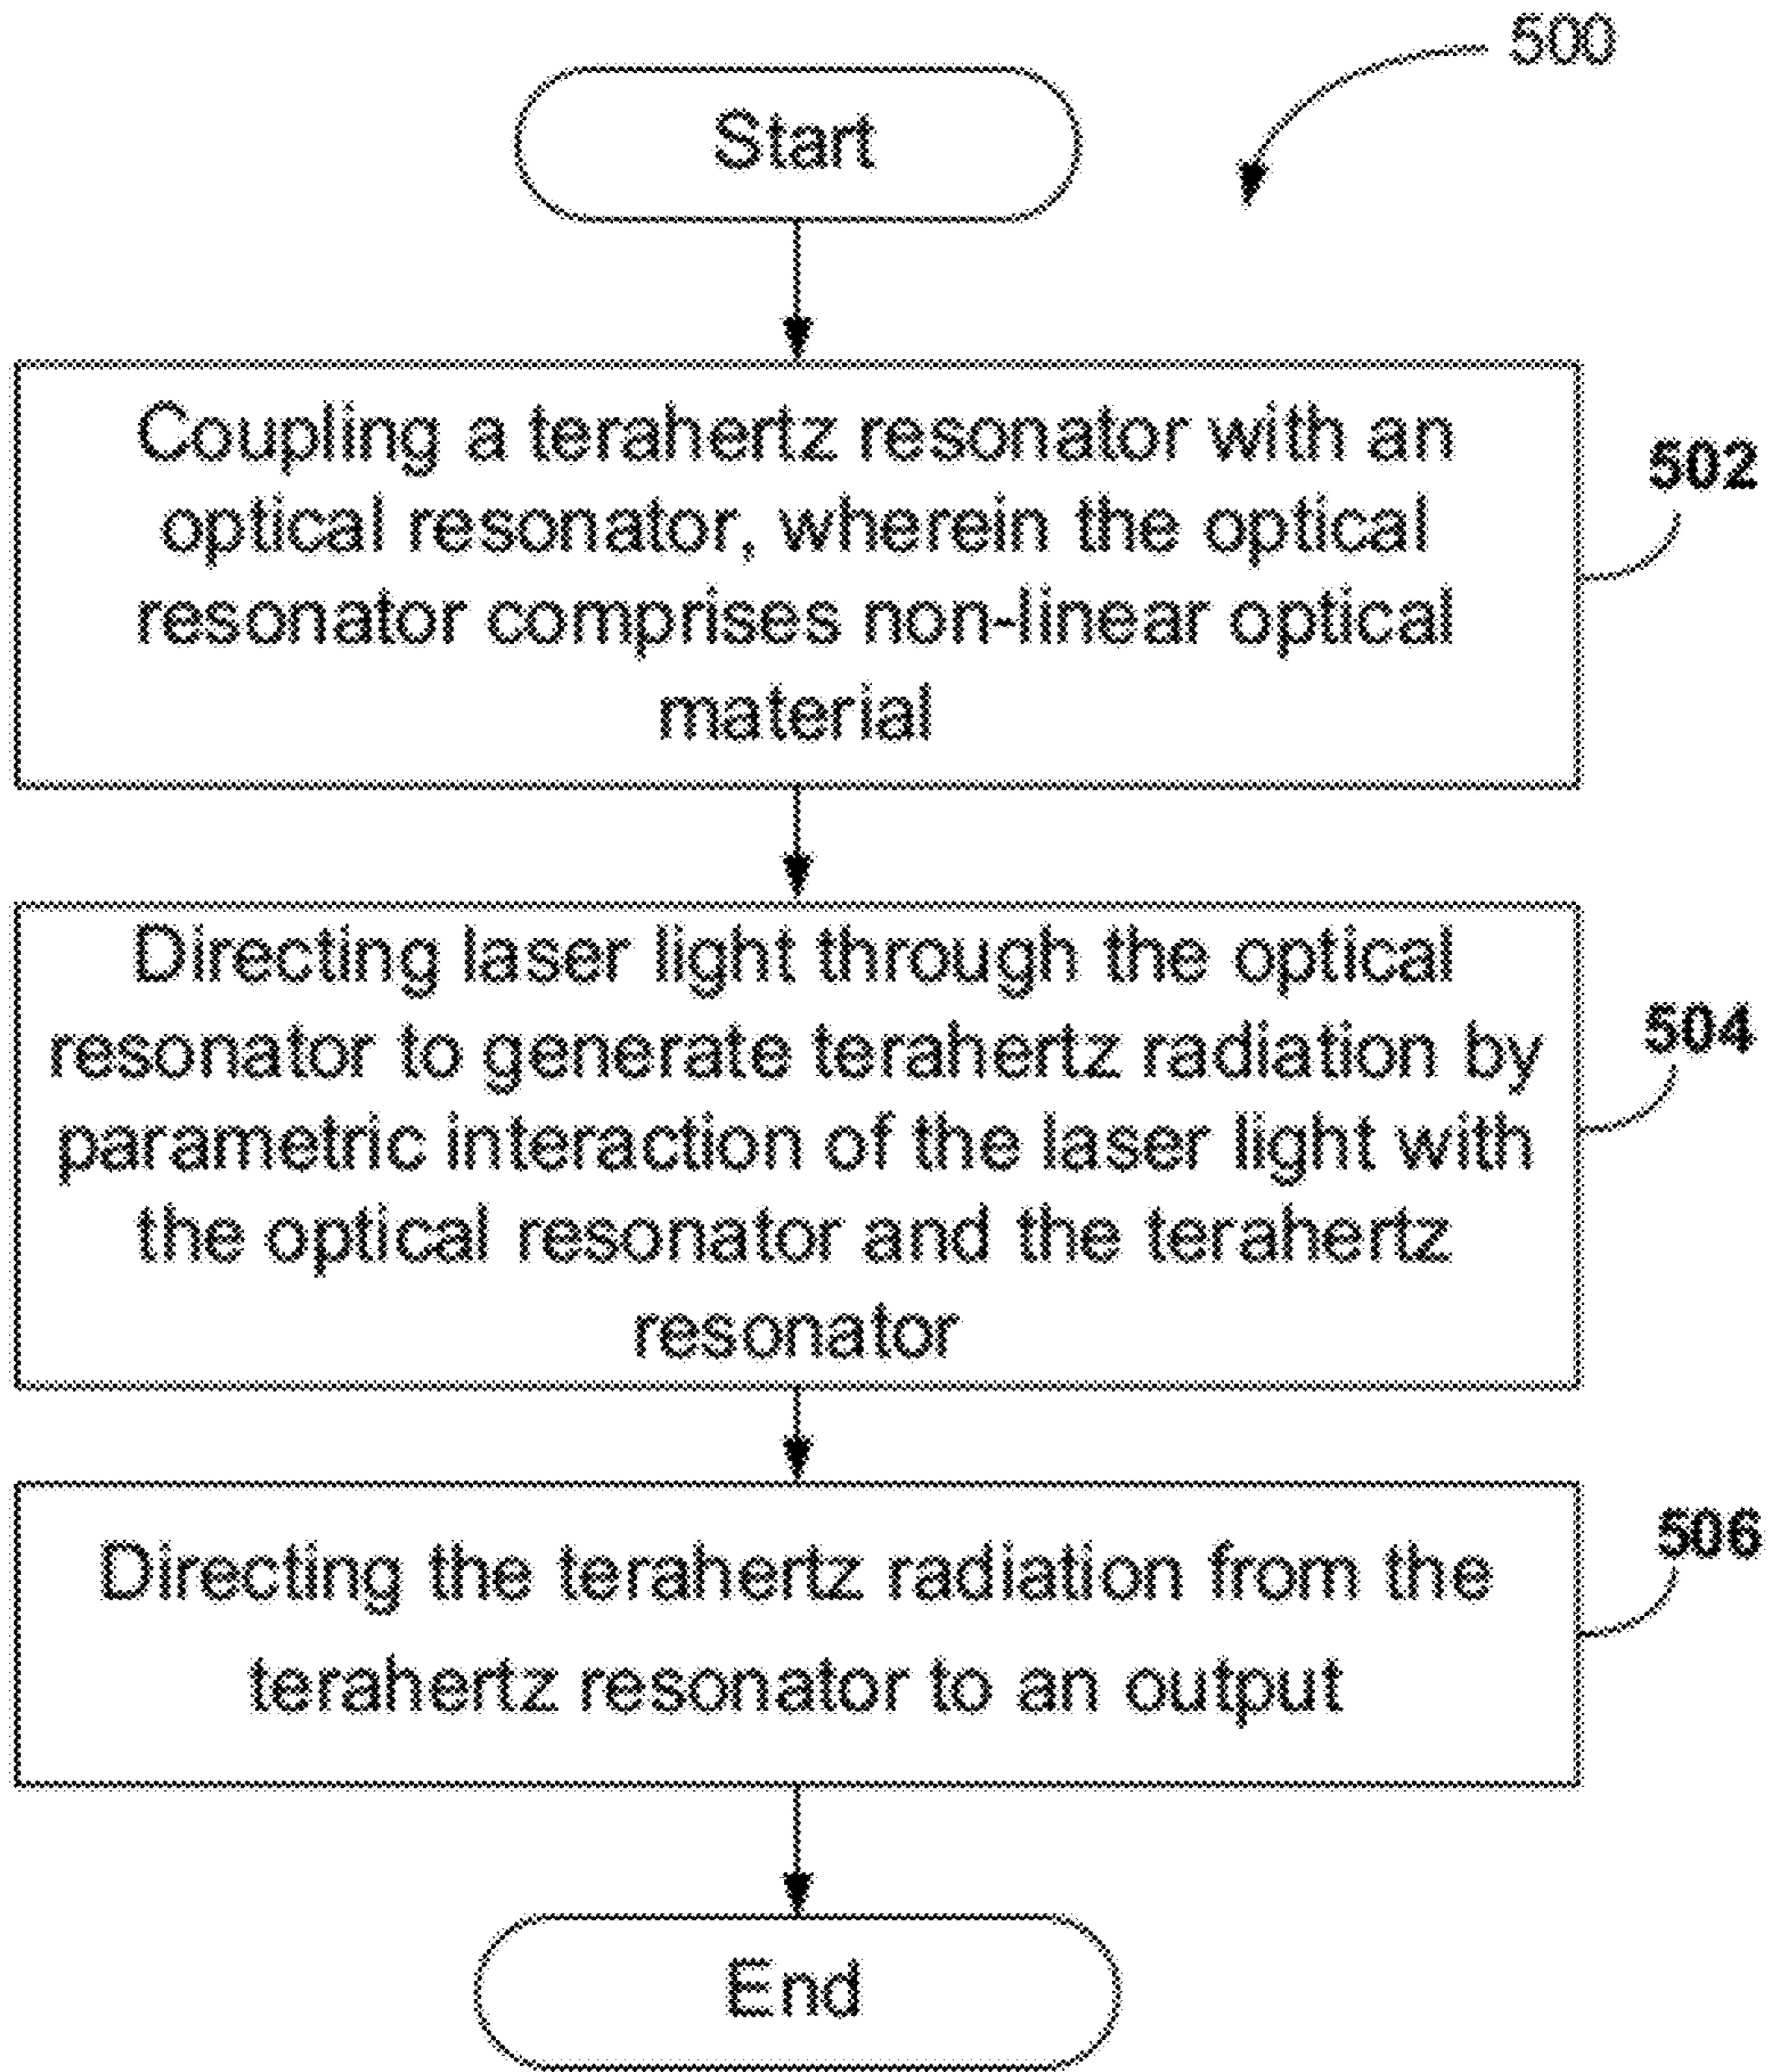 500
Start
Coupling a terahertz resonator with an
optical resonator, wherein the optical
resonator comprises non-linear optical
material
502
Directing laser light through the optical
resonator to generate terahertz radiation by
parametric interaction of the laser light with
the optical resonator and the terahertz
resonator
504
Directing the terahertz radiation from the
terahertz resonator to an output
506
End